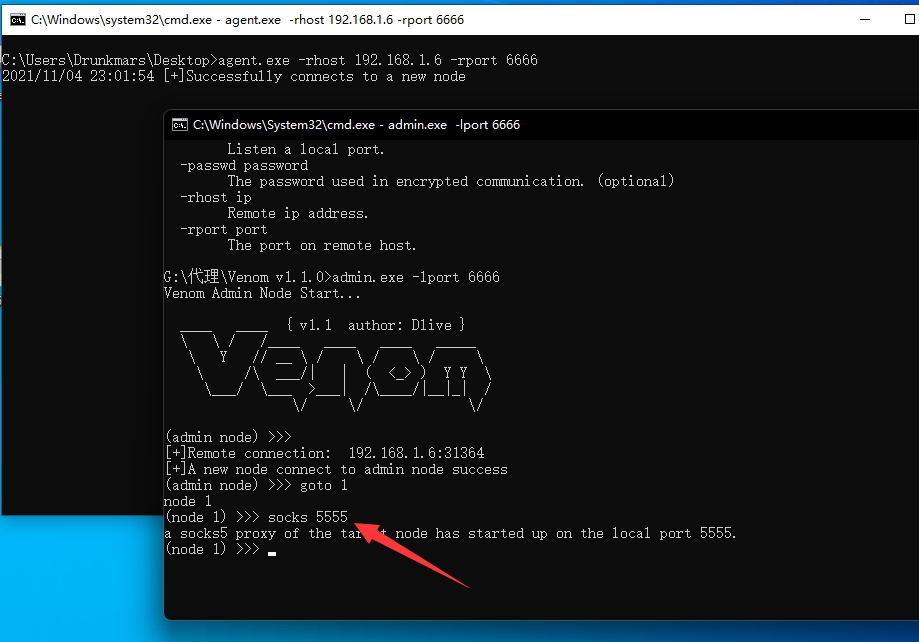 C:\Windows\system32\cmd.exe - agent.exe -rhost 192.168.1.6 -rport 6666
C:\Users\Drunkmars\Desktop>agent.exe -rhost 192.168.1.6 -rport 6666
2021/11/04 23:01:54 [+]Successfully connects to a new node
C:\Windows\System32\cmd.exe - admin.exe -lport 6666
Listen a local port.
-passwd password
The password used in encrypted communication. (optional)
-rhost ip
Remote ip address.
-rport port
The port on remote host.
G:\代理\Venom v1.1.0>admin.exe -lport 6666
Venom Admin Node Start...
{ v1.1 author: Dlive }
Venom
(admin node) >>>
[+]Remote connection: 192.168.1.6:31364
[+]A new node connect to admin node success
(admin node) >>> goto 1
node 1
(node 1) >>> socks 5555
a socks5 proxy of the target node has started up on the local port 5555.
(node 1) >>>